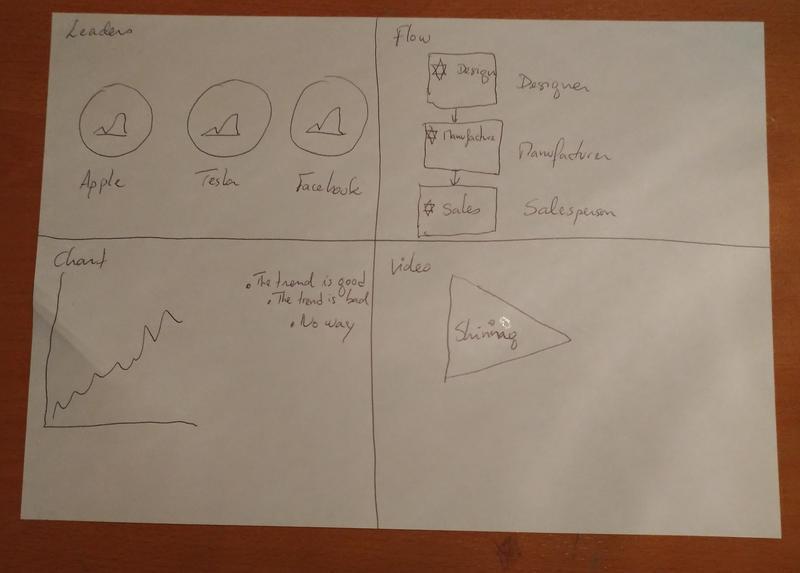 Leaders
Apple
Tesla
Facebook
Flow
Design
Designer
Manufacture
Manufacturer
Sales
Salesperson
Chart
• The trend is good
• The trend is bad
• No way
Video